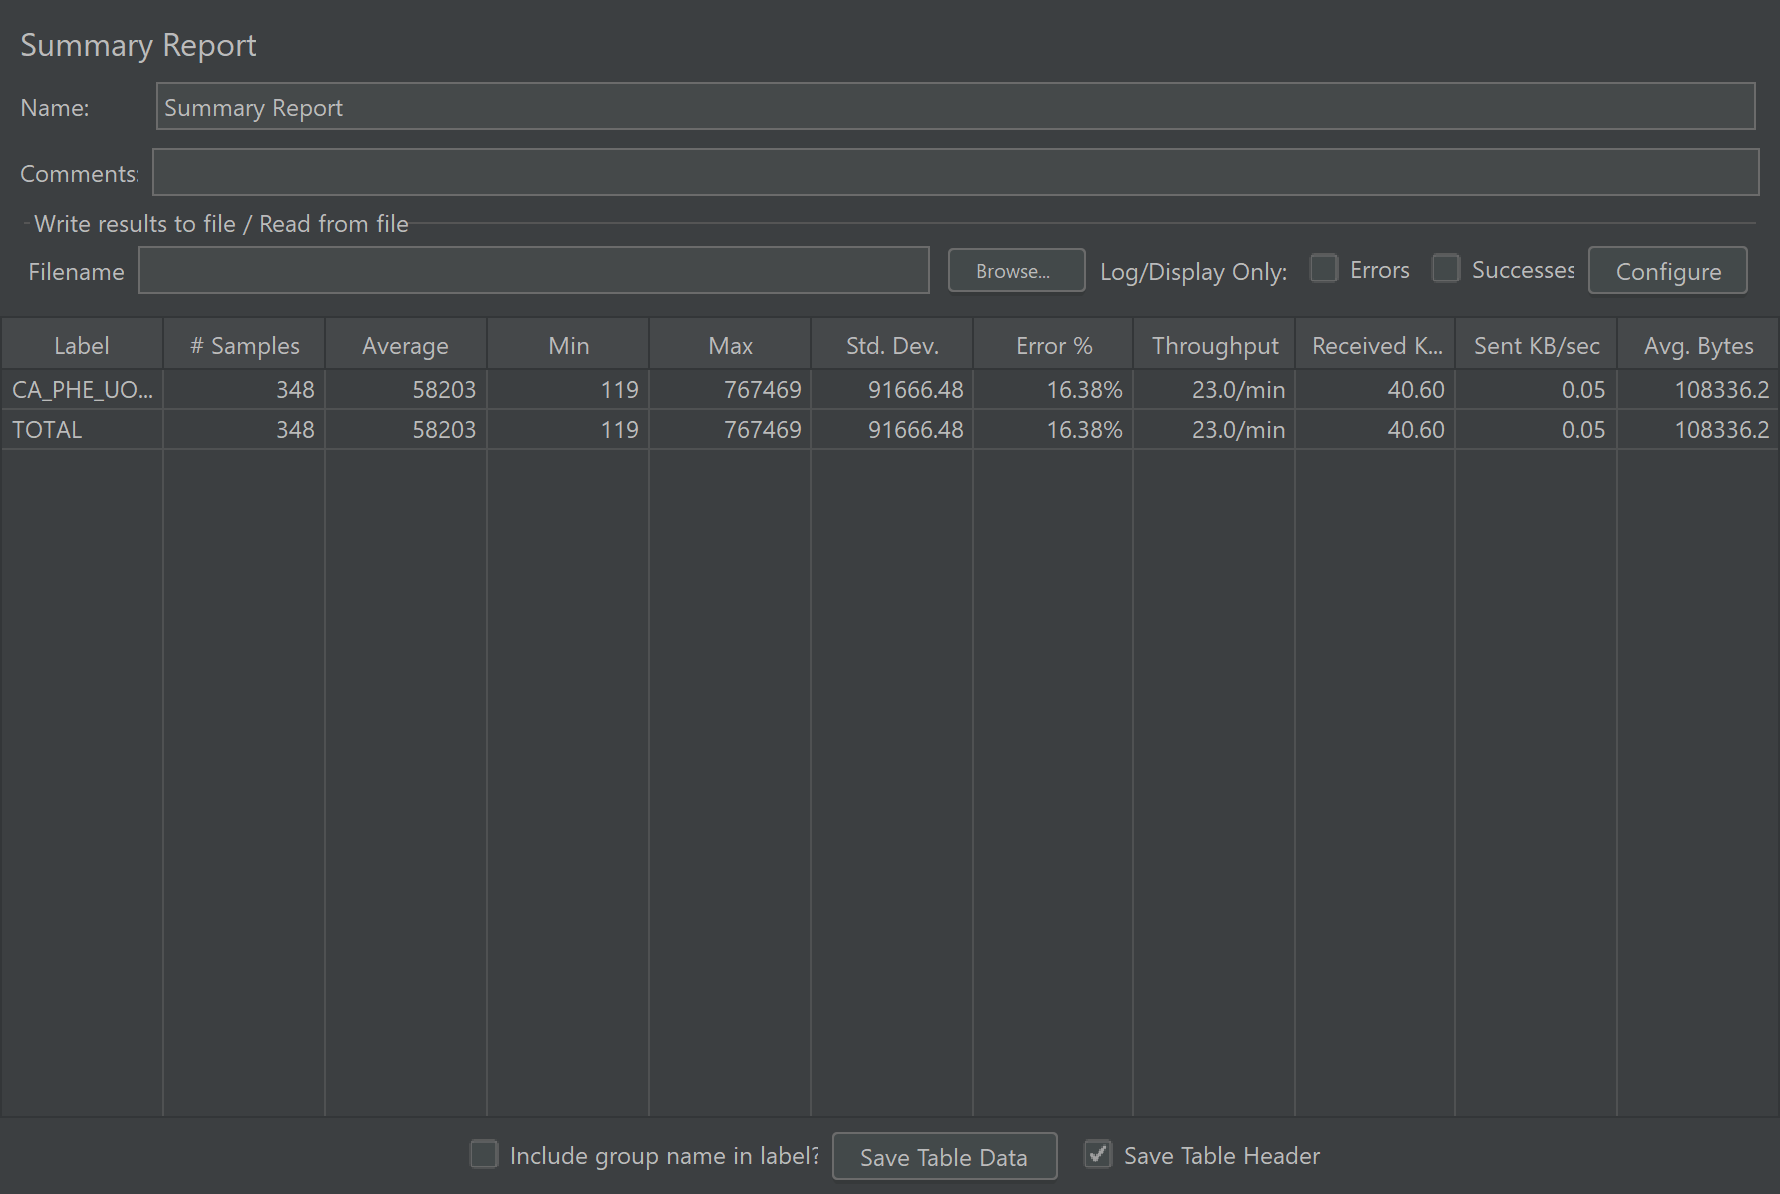 Summary Report
Name: Summary Report
Comments:
Write results to file / Read from file
Filename Browse... Log/Display Only: Errors Successes Configure
Label # Samples Average Min Max Std. Dev. Error % Throughput Received K... Sent KB/sec Avg. Bytes
CA_PHE_UO... 348 58203 119 767469 91666.48 16.38% 23.0/min 40.60 0.05 108336.2
TOTAL 348 58203 119 767469 91666.48 16.38% 23.0/min 40.60 0.05 108336.2
Include group name in label? Save Table Data Save Table Header